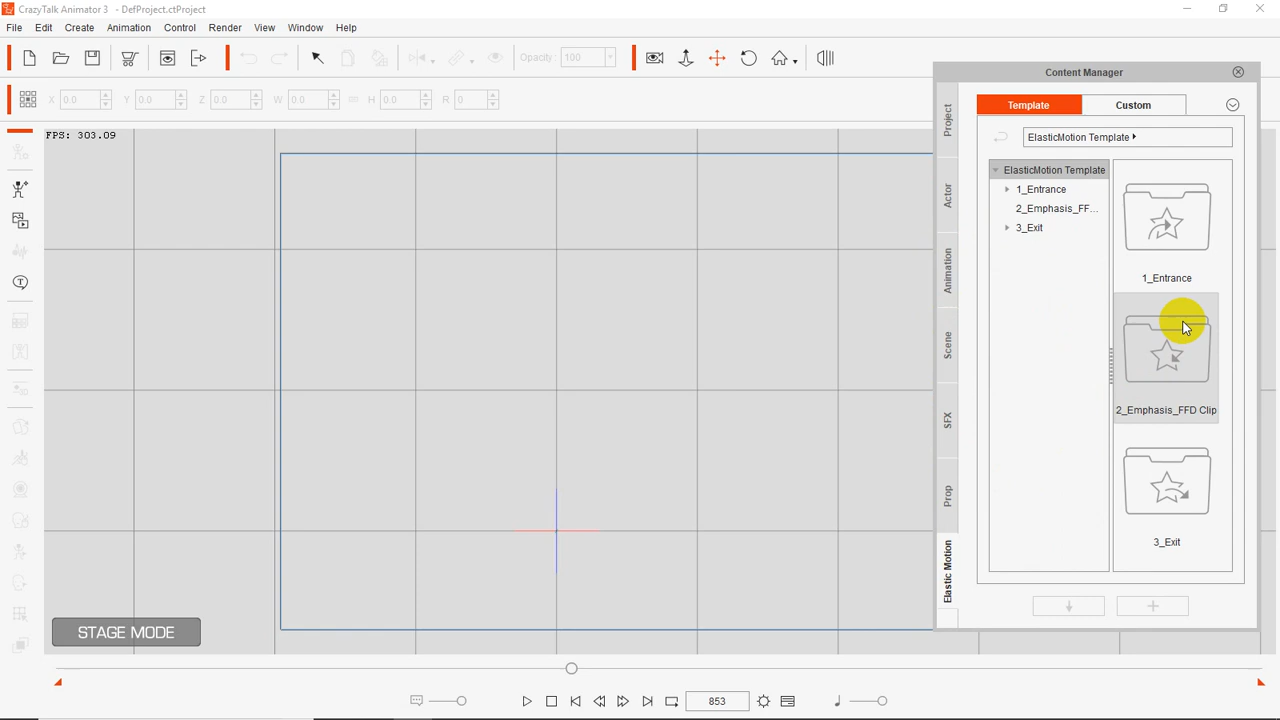 CrazyTalk Animator 3 - DefProject.ctProject
File Edit Create Animation Control Render View Window Help
Opacity : 100
X 0.0 Y 0.0 Z 0.0 W 0.0 H 0.0 R 0
FPS: 303.09
Content Manager
Template Custom
ElasticMotion Template
ElasticMotion Template
1_Entrance
2_Emphasis_FF...
3_Exit
1_Entrance
2_Emphasis_FFD Clip
3_Exit
Project
Actor
Animation
Scene
SFX
Prop
Elastic Motion
STAGE MODE
853